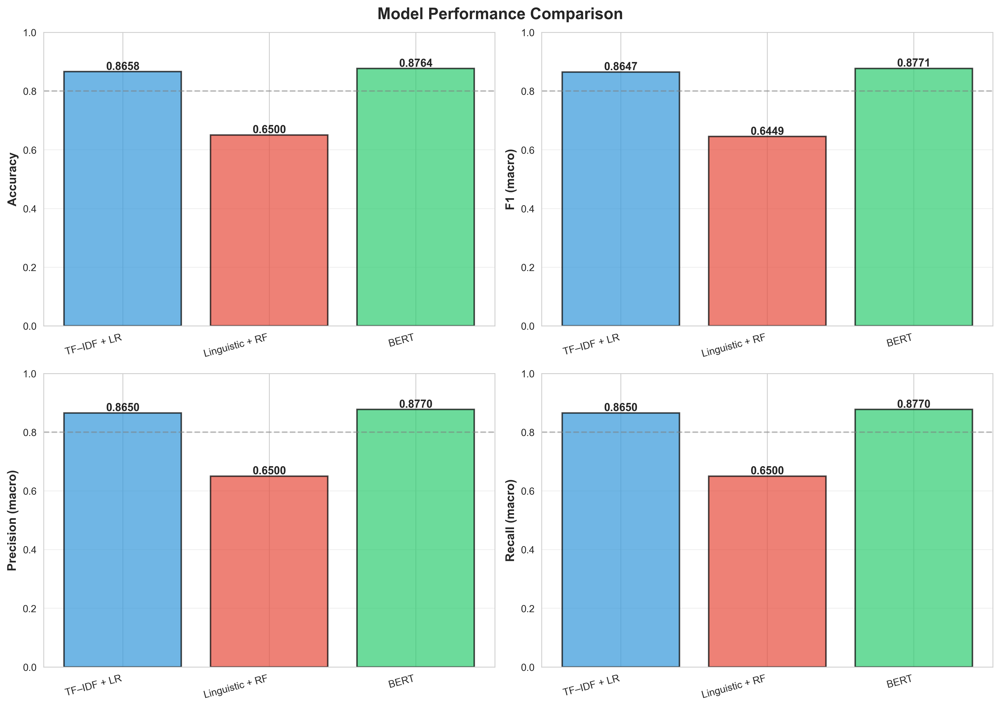 Model Performance Comparison
1.0
0.8
0.6
0.4
0.2
0.0
Accuracy
0.8658
0.6500
0.8764
TF–IDF + LR
Linguistic + RF
BERT
1.0
0.8
0.6
0.4
0.2
0.0
F1 (macro)
0.8647
0.6449
0.8771
TF–IDF + LR
Linguistic + RF
BERT
1.0
0.8
0.6
0.4
0.2
0.0
Precision (macro)
0.8650
0.6500
0.8770
TF–IDF + LR
Linguistic + RF
BERT
1.0
0.8
0.6
0.4
0.2
0.0
Recall (macro)
0.8650
0.6500
0.8770
TF–IDF + LR
Linguistic + RF
BERT